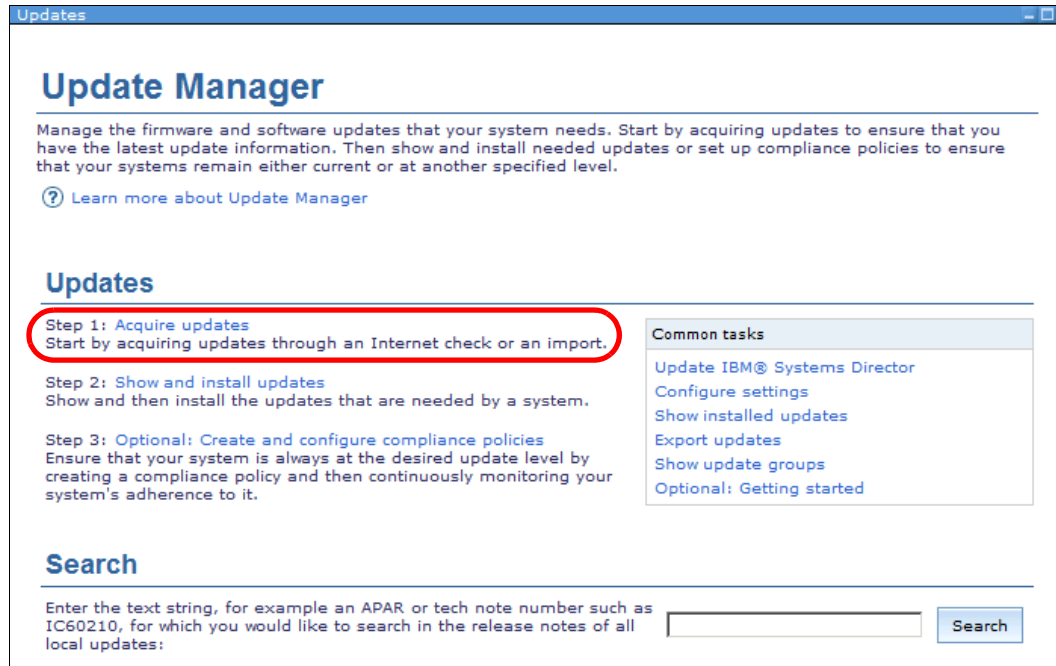 Updates
Update Manager
Manage the firmware and software updates that your system needs. Start by acquiring updates to ensure that you
have the latest update information. Then show and install needed updates or set up compliance policies to ensure
that your systems remain either current or at another specified level.
? Learn more about Update Manager
Updates
Step 1: Acquire updates
Start by acquiring updates through an Internet check or an import.
Step 2: Show and install updates
Show and then install the updates that are needed by a system.
Step 3: Optional: Create and configure compliance policies
Ensure that your system is always at the desired update level by
creating a compliance policy and then continuously monitoring your
system's adherence to it.
Common tasks
Update IBM® Systems Director
Configure settings
Show installed updates
Export updates
Show update groups
Optional: Getting started
Search
Enter the text string, for example an APAR or tech note number such as
IC60210, for which you would like to search in the release notes of all
local updates:
Search